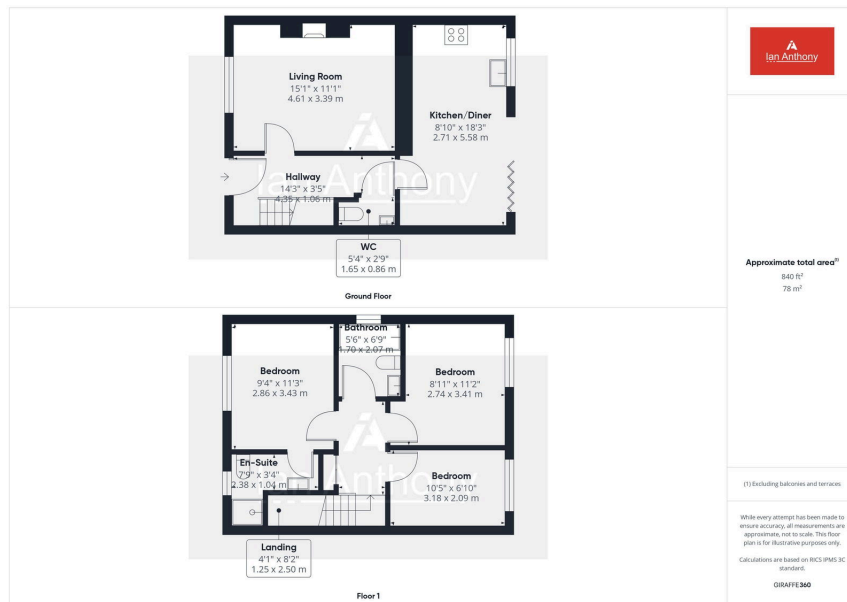 Living Room
15'1" x 11'1"
4.61 x 3.39 m
Kitchen/Diner
8'10" x 18'3"
2.71 x 5.58 m
Hallway
14'3" x 3'5"
4.35 x 1.06 m
WC
5'4" x 2'9"
1.65 x 0.86 m
Ian Anthony
Ground Floor
Bathroom
5'6" x 6'9"
1.70 x 2.07 m
Bedroom
9'4" x 11'3"
2.86 x 3.43 m
Bedroom
8'11" x 11'2"
2.74 x 3.41 m
En-Suite
7'9" x 3'4"
2.38 x 1.04 m
Bedroom
10'5" x 6'10"
3.18 x 2.09 m
Landing
4'1" x 8'2"
1.25 x 2.50 m
Ian Anthony
Floor 1
Ian Anthony
Approximate total area(1)
840 ft²
78 m²
(1) Excluding balconies and terraces
While every attempt has been made to
ensure accuracy, all measurements are
approximate, not to scale. This floor
plan is for illustrative purposes only.
Calculations are based on RICS IPMS 3C
standard.
GIRAFFE360